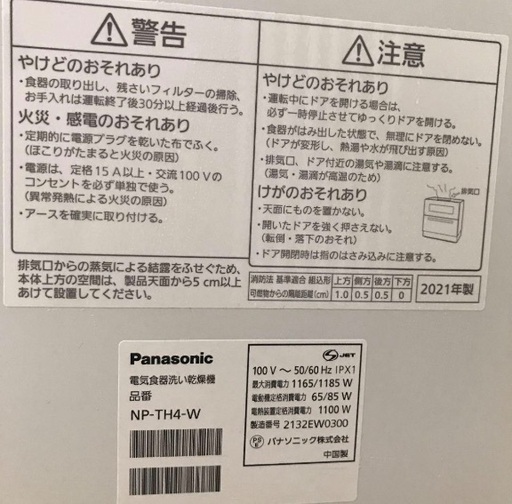 警告
やけどのおそれあり
・食器の取り出し、残さいフィルターの掃除、
お手入れは運転終了後30分以上経過後行う。
火災・感電のおそれあり
・定期的に電源プラグを乾いた布でふく。
(ほこりがたまると火災の原因)
・電源は、定格15A以上・交流100Vの
コンセントを必ず単独で使う。
(異常発熱による火災の原因)
・アースを確実に取り付ける。
注意
やけどのおそれあり
・運転中にドアを開ける場合は、
必ず一時停止させてゆっくりドアを開ける。
・食器がはみ出した状態で、無理にドアを閉めない。
(ドアが変形し、熱湯や水が飛び出す原因)
・排気口、ドア付近の湯気や湯滴に注意する。
(湯気・湯滴が高温のため)
けがのおそれあり
・天面にものを置かない。
・開いたドアを強く押さえない。
(転倒・落下のおそれ)
・ドア開閉時は指のはさみ込みに注意する。
排気口
排気口からの蒸気による結露をふせぐため、
本体上方の空間は、製品天面から5cm以上
あけて設置してください。
消防法 基準適合 組込形 上方 側方 後方 下方
可燃物からの離隔距離(cm) 1.0 0.5 0.5 0
2021年製
Panasonic
電気食器洗い乾燥機
品番
NP-TH4-W
JET
100 V ～ 50/60 Hz IPX1
最大消費電力 1165/1185 W
電動機定格消費電力 65/85 W
電熱装置定格消費電力 1100 W
製造番号 2132EW0300
PSE パナソニック株式会社
中国製